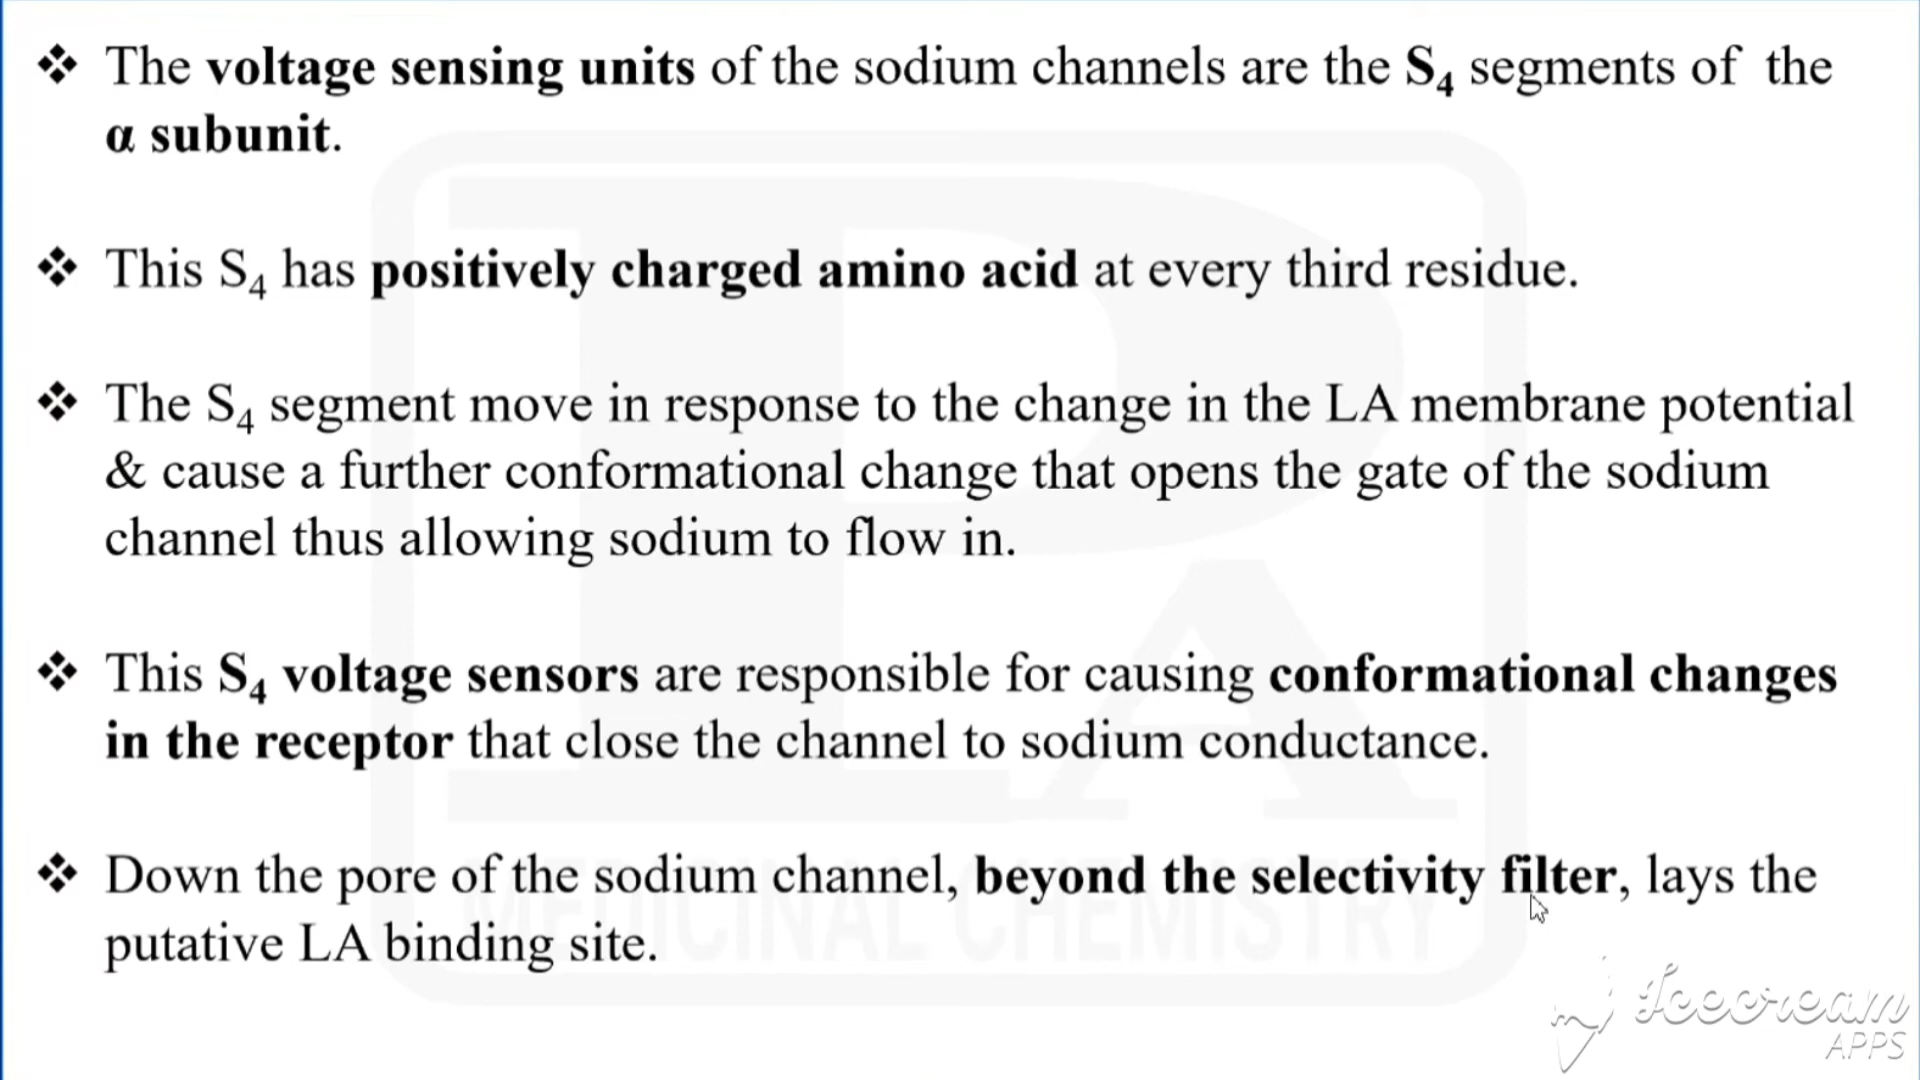 ❖ The voltage sensing units of the sodium channels are the S₄ segments of the
α subunit.
❖ This S₄ has positively charged amino acid at every third residue.
❖ The S₄ segment move in response to the change in the LA membrane potential
& cause a further conformational change that opens the gate of the sodium
channel thus allowing sodium to flow in.
❖ This S₄ voltage sensors are responsible for causing conformational changes
in the receptor that close the channel to sodium conductance.
❖ Down the pore of the sodium channel, beyond the selectivity filter, lays the
putative LA binding site.
PA
MEDICINAL CHEMISTRY
Icecream
APPS